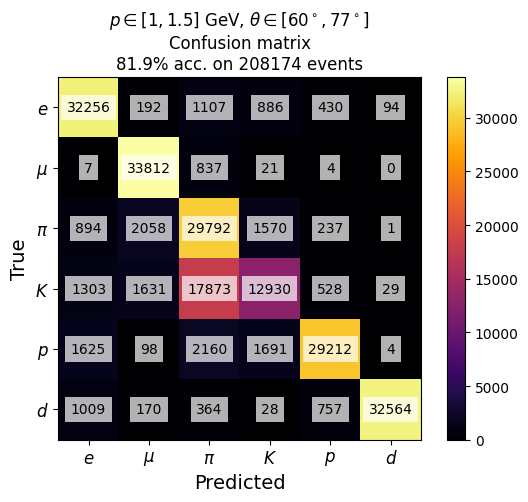 p ∈ [1, 1.5] GeV, θ ∈ [60°, 77°]
Confusion matrix
81.9% acc. on 208174 events
e 32256 192 1107 886 430 94
μ 7 33812 837 21 4 0
π 894 2058 29792 1570 237 1
K 1303 1631 17873 12930 528 29
p 1625 98 2160 1691 29212 4
d 1009 170 364 28 757 32564
e μ π K p d
True
Predicted
30000
25000
20000
15000
10000
5000
0